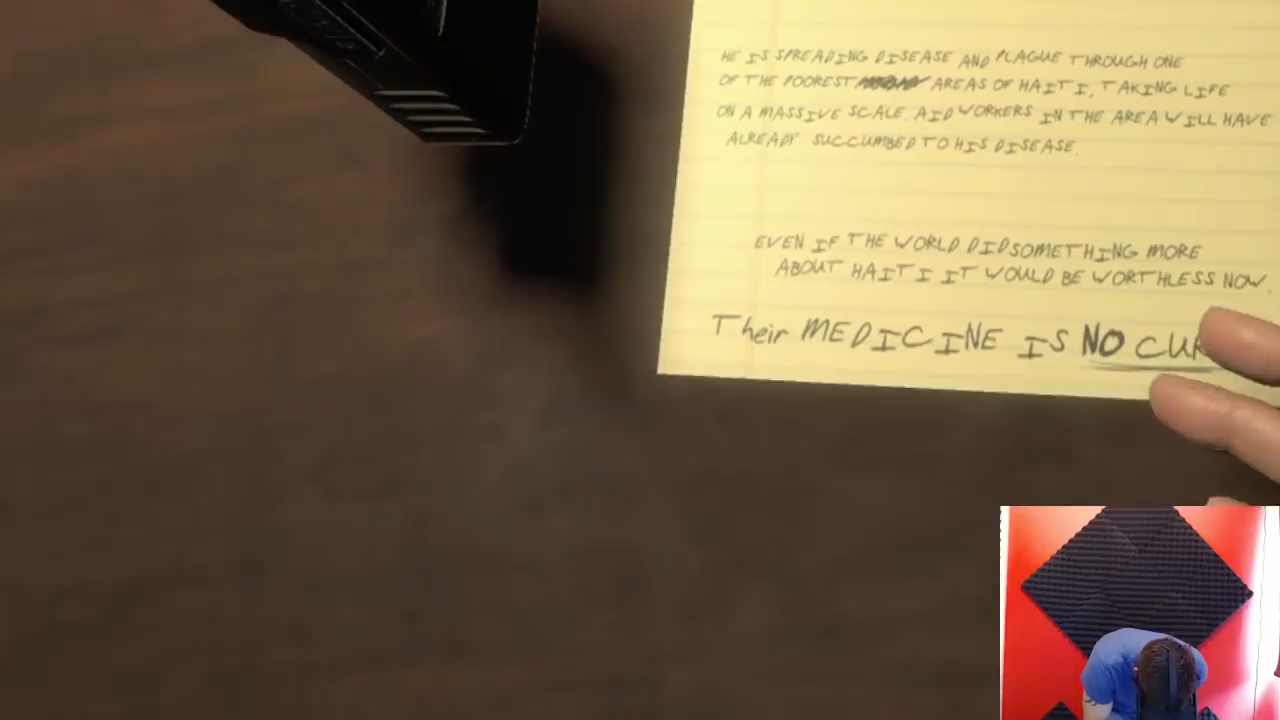 HE IS SPREADING DISEASE AND PLAGUE THROUGH ONE
OF THE POOREST AREAS OF HAITI, TAKING LIFE
ON A MASSIVE SCALE. AID WORKERS IN THE AREA WILL HAVE
ALREADY SUCCUMBED TO HIS DISEASE.
EVEN IF THE WORLD DID SOMETHING MORE
ABOUT HAITI IT WOULD BE WORTHLESS NOW.
Their MEDICINE IS NO